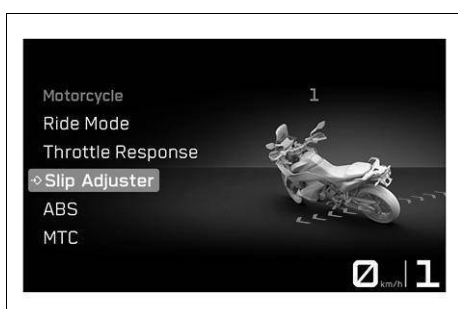 Motorcycle
1
Ride Mode
Throttle Response
Slip Adjuster
ABS
MTC
0 km/h 1